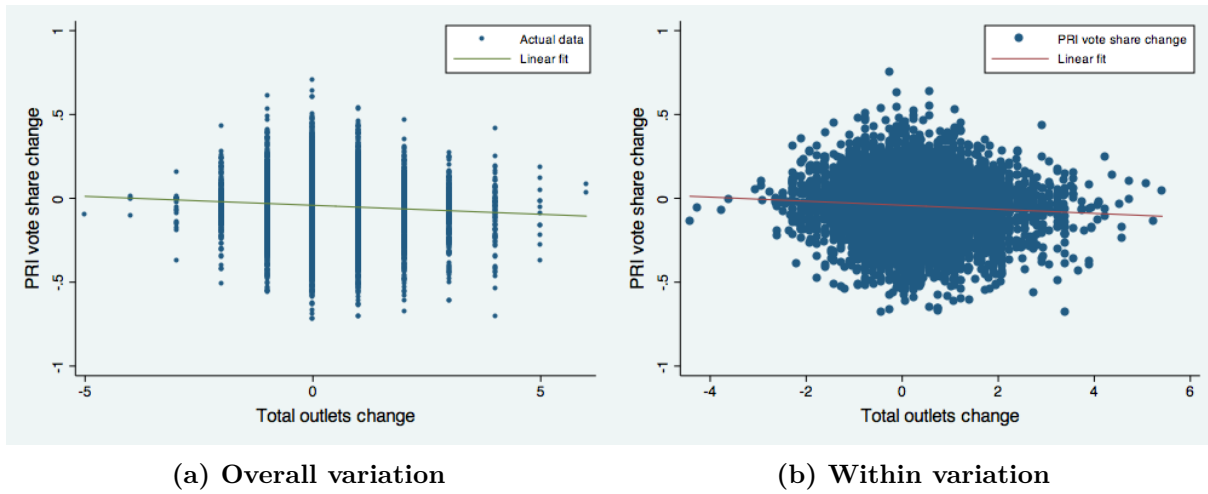 Actual data
Linear fit
PRI vote share change
1
.5
0
-.5
-1
-5
0
5
Total outlets change
(a) Overall variation
PRI vote share change
Linear fit
PRI vote share change
1
.5
0
-.5
-1
-4
-2
0
2
4
6
Total outlets change
(b) Within variation